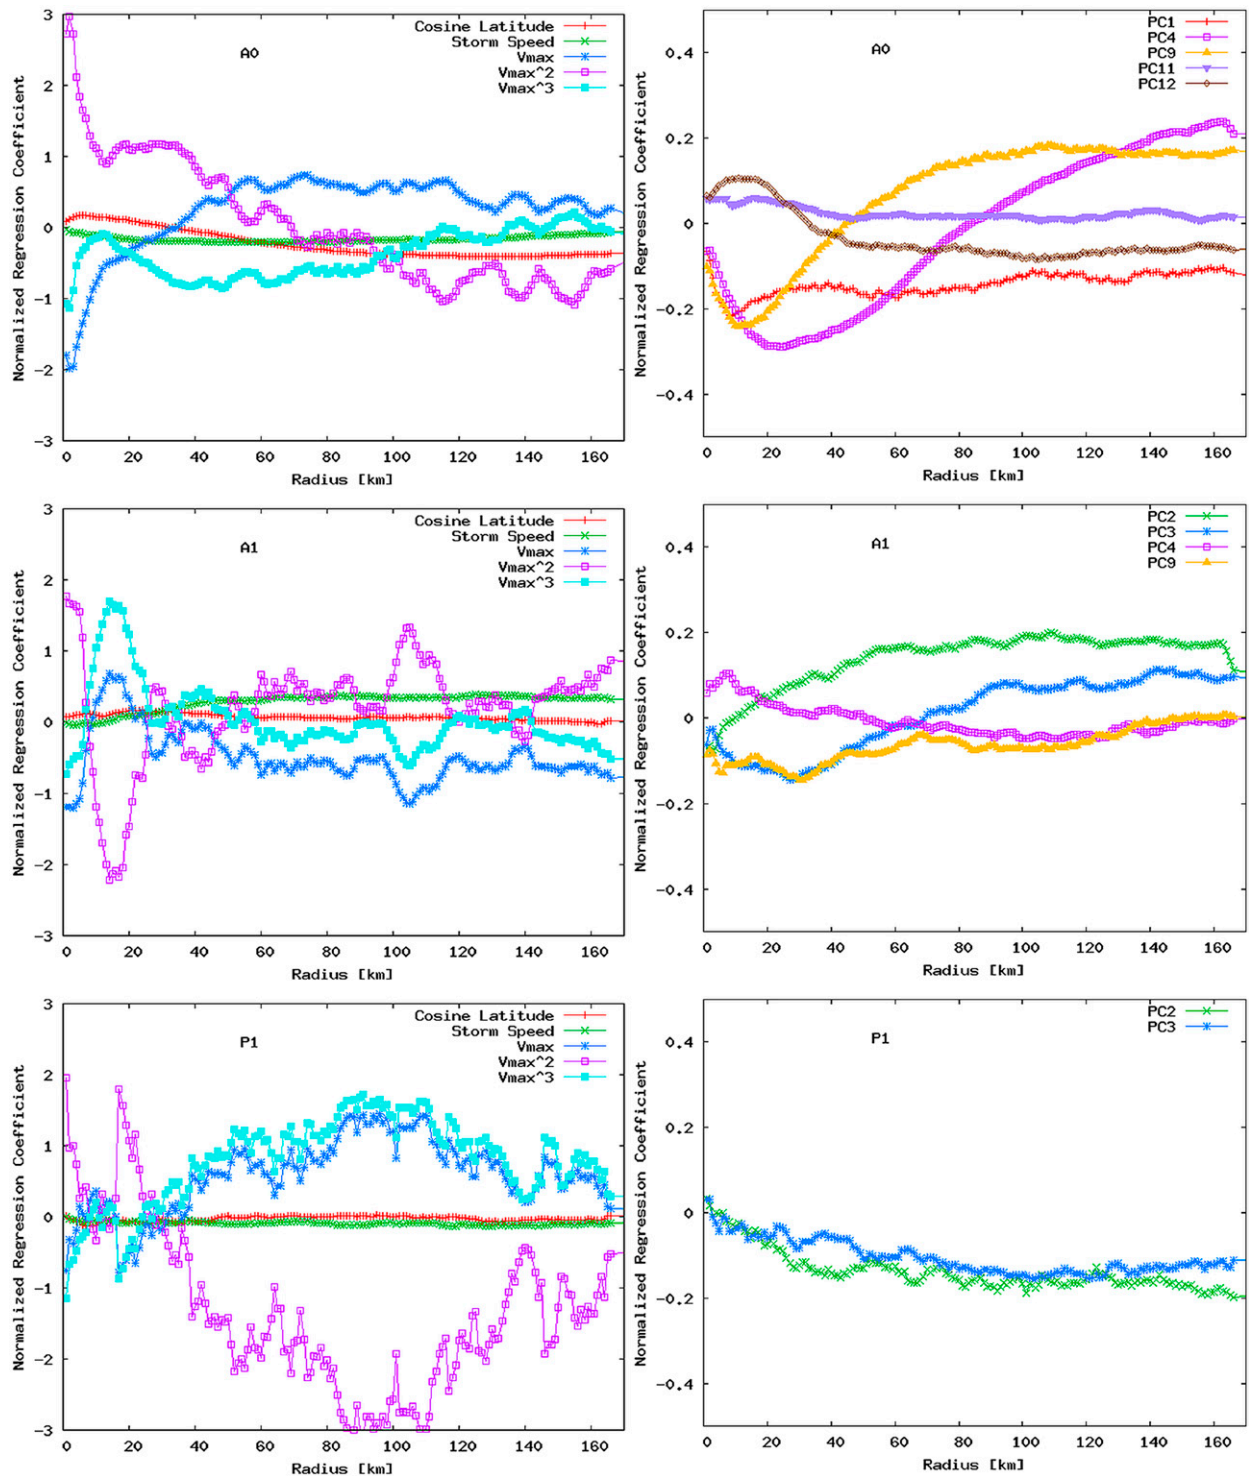 A0
Cosine Latitude
Storm Speed
Vmax
Vmax^2
Vmax^3
Normalized Regression Coefficient
3
2
1
0
-1
-2
-3
0 20 40 60 80 100 120 140 160
Radius [km]
A0
PC1
PC4
PC9
PC11
PC12
Normalized Regression Coefficient
0.4
0.2
0
-0.2
-0.4
0 20 40 60 80 100 120 140 160
Radius [km]
A1
Cosine Latitude
Storm Speed
Vmax
Vmax^2
Vmax^3
Normalized Regression Coefficient
3
2
1
0
-1
-2
-3
0 20 40 60 80 100 120 140 160
Radius [km]
A1
PC2
PC3
PC4
PC9
Normalized Regression Coefficient
0.4
0.2
0
-0.2
-0.4
0 20 40 60 80 100 120 140 160
Radius [km]
P1
Cosine Latitude
Storm Speed
Vmax
Vmax^2
Vmax^3
Normalized Regression Coefficient
3
2
1
0
-1
-2
-3
0 20 40 60 80 100 120 140 160
Radius [km]
P1
PC2
PC3
Normalized Regression Coefficient
0.4
0.2
0
-0.2
-0.4
0 20 40 60 80 100 120 140 160
Radius [km]